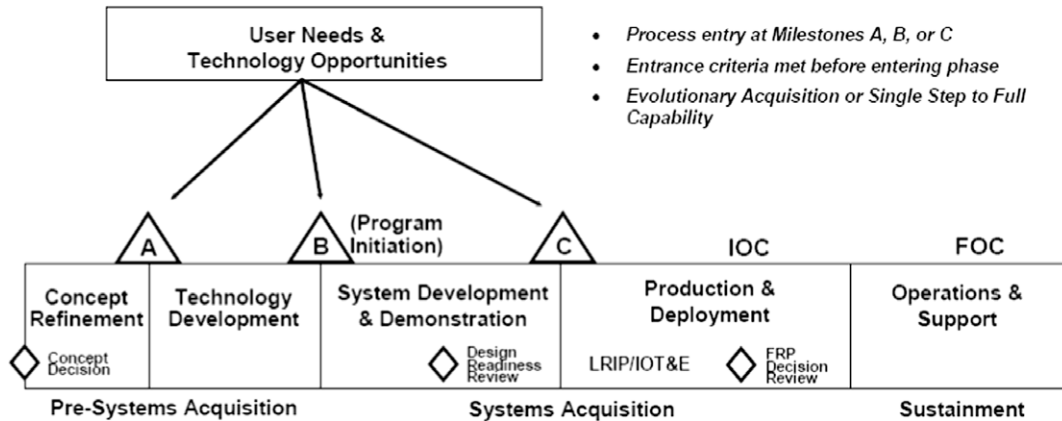 User Needs &
Technology Opportunities
• Process entry at Milestones A, B, or C
• Entrance criteria met before entering phase
• Evolutionary Acquisition or Single Step to Full
Capability
A
B
(Program
Initiation)
C
IOC
FOC
Concept
Refinement
Technology
Development
System Development
& Demonstration
Production &
Deployment
Operations &
Support
Concept
Decision
Design
Readiness
Review
LRIP/IOT&E
FRP
Decision
Review
Pre-Systems Acquisition
Systems Acquisition
Sustainment